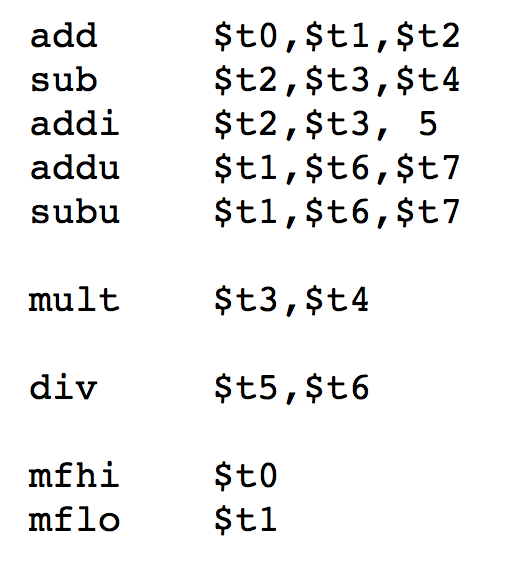 add $t0,$t1,$t2
sub $t2,$t3,$t4
addi $t2,$t3, 5
addu $t1,$t6,$t7
subu $t1,$t6,$t7
mult $t3,$t4
div $t5,$t6
mfhi $t0
mflo $t1